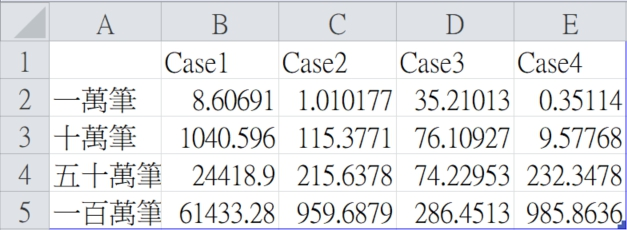 A B C D E
1 Case1 Case2 Case3 Case4
2 一萬筆 8.60691 1.010177 35.21013 0.35114
3 十萬筆 1040.596 115.3771 76.10927 9.57768
4 五十萬筆 24418.9 215.6378 74.22953 232.3478
5 一百萬筆 61433.28 959.6879 286.4513 985.8636